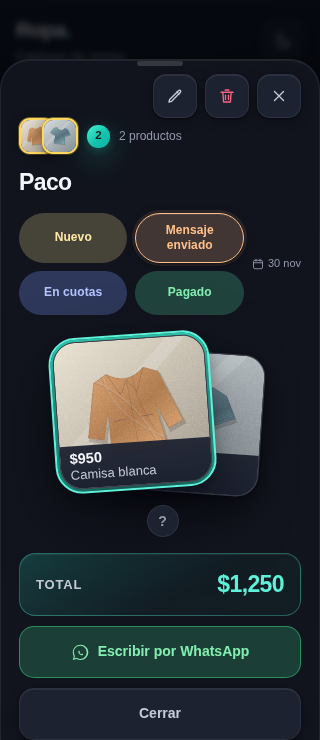 Ropa.
2
2 productos
Paco
Nuevo
Mensaje
enviado
30 nov
En cuotas
Pagado
$950
Camisa blanca
?
TOTAL
$1,250
Escribir por WhatsApp
Cerrar